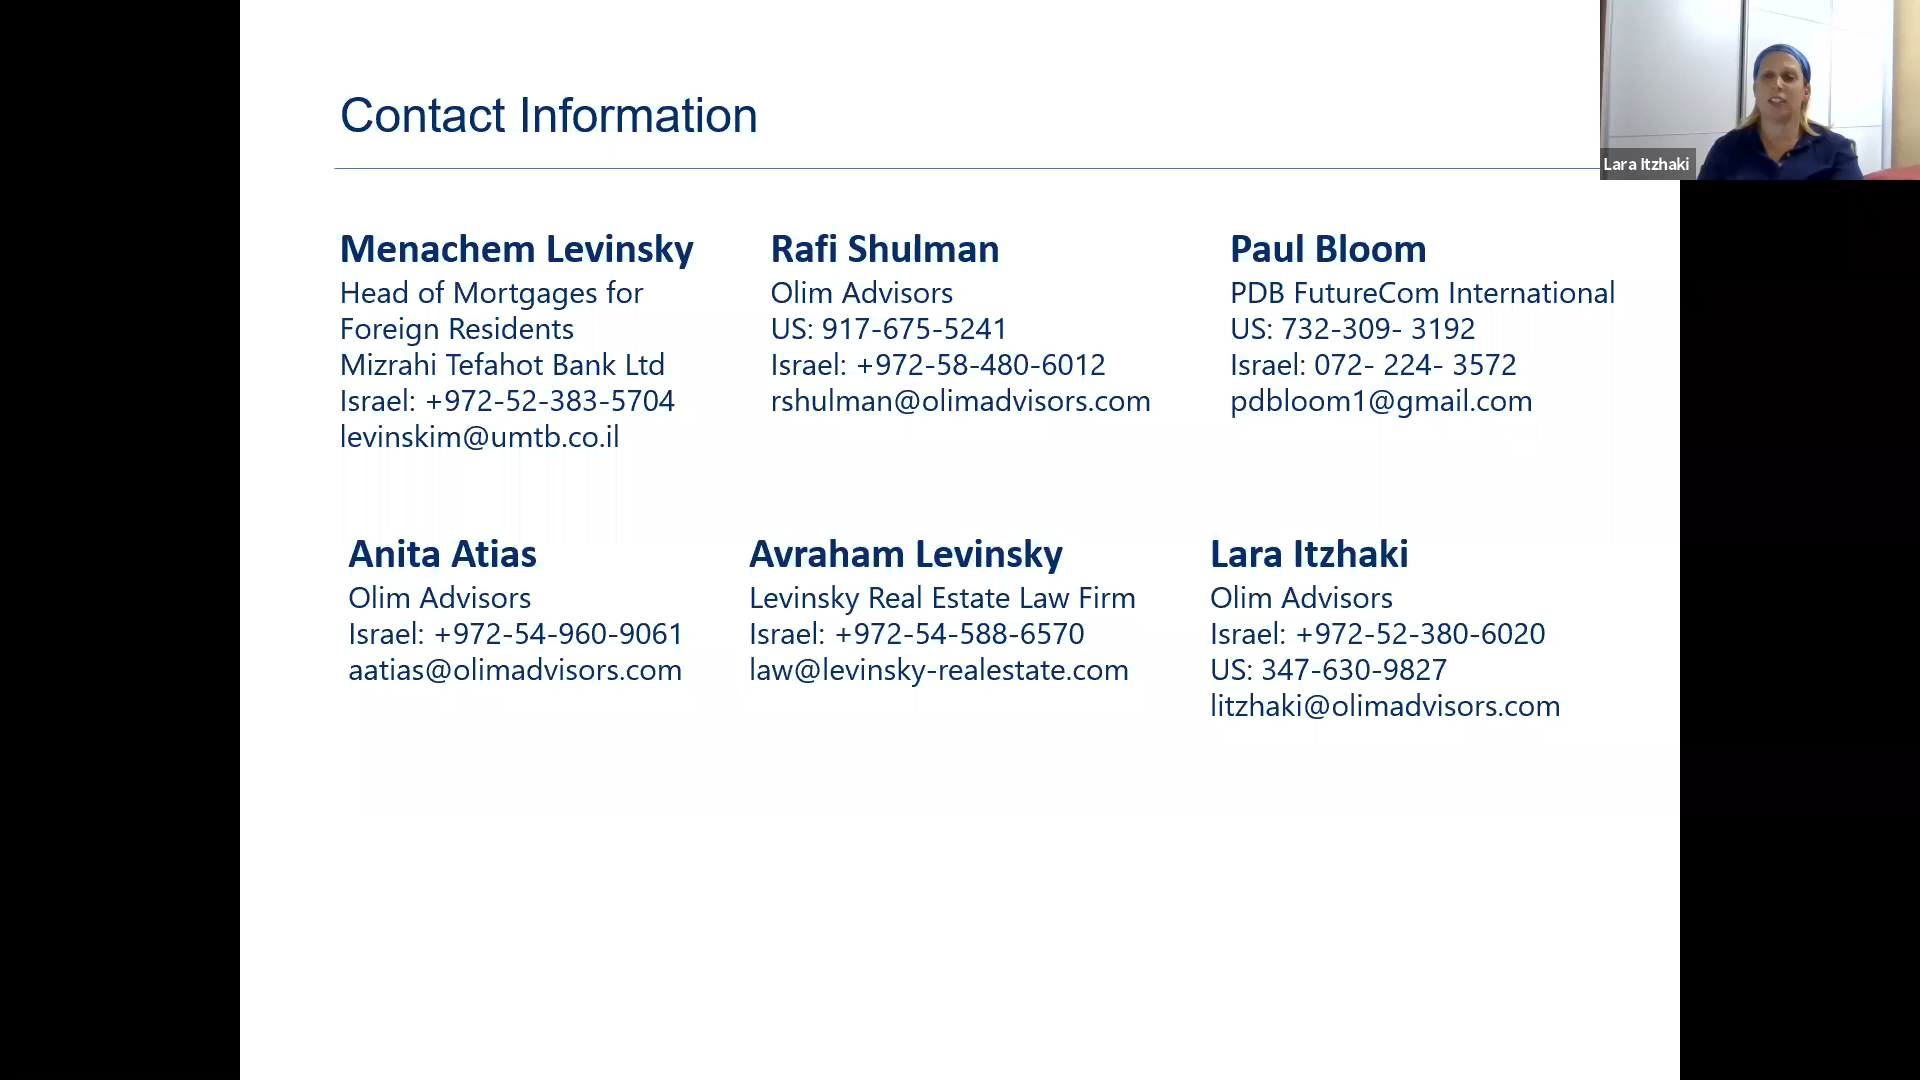 Contact Information
Lara Itzhaki
Menachem Levinsky
Head of Mortgages for
Foreign Residents
Mizrahi Tefahot Bank Ltd
Israel: +972-52-383-5704
levinskim@umtb.co.il
Rafi Shulman
Olim Advisors
US: 917-675-5241
Israel: +972-58-480-6012
rshulman@olimadvisors.com
Paul Bloom
PDB FutureCom International
US: 732-309- 3192
Israel: 072- 224- 3572
pdbloom1@gmail.com
Anita Atias
Olim Advisors
Israel: +972-54-960-9061
aatias@olimadvisors.com
Avraham Levinsky
Levinsky Real Estate Law Firm
Israel: +972-54-588-6570
law@levinsky-realestate.com
Lara Itzhaki
Olim Advisors
Israel: +972-52-380-6020
US: 347-630-9827
litzhaki@olimadvisors.com